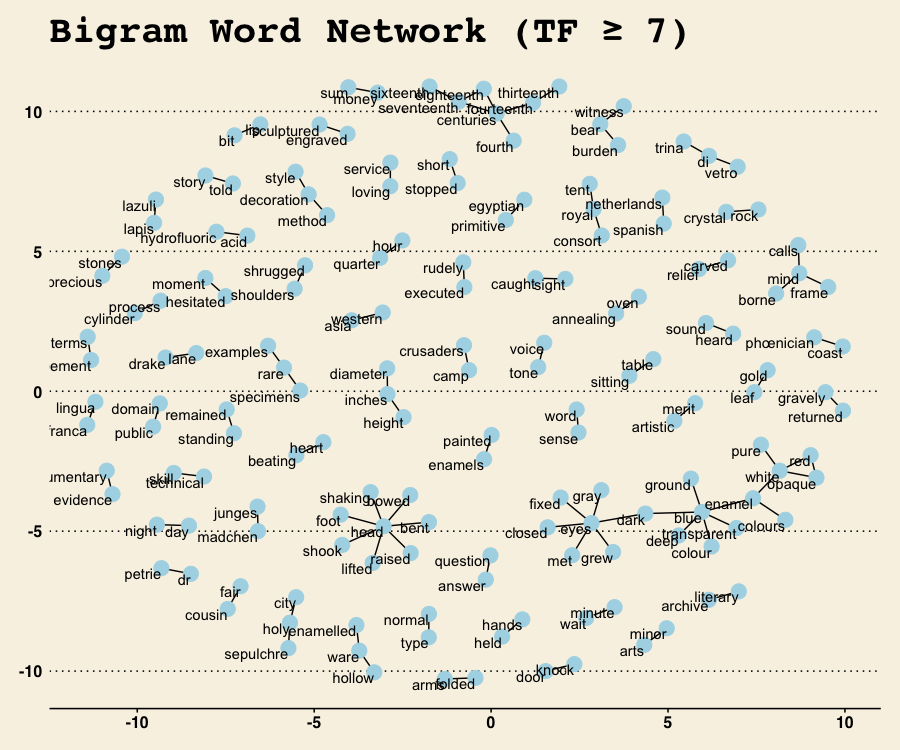 Bigram Word Network (TF ≥ 7)
sum
money
sixteenth
eighteenth
thirteenth
seventeenth
fourteenth
centuries
fourth
witness
bear
burden
10
lip
bit
sculptured
engraved
trina
di
vetro
service
loving
short
stopped
story
told
style
decoration
method
egyptian
primitive
tent
royal
consort
netherlands
spanish
crystal
rock
lazuli
lapis
hydrofluoric
acid
hour
quarter
calls
mind
borne
frame
5
stones
precious
moment
hesitated
shrugged
shoulders
rudely
executed
caught
sight
carved
relief
process
cylinder
western
asia
oven
annealing
sound
heard
phœnician
coast
terms
ement
drake
lane
examples
rare
specimens
crusaders
camp
voice
tone
table
sitting
diameter
inches
height
gold
leaf
gravely
returned
0
lingua
franca
domain
public
remained
standing
word
sense
merit
artistic
heart
beating
painted
enamels
pure
white
red
opaque
umentary
evidence
skill
technical
shaking
bowed
foot
head
bent
shook
lifted
raised
fixed
gray
closed
eyes
dark
met
grew
ground
blue
enamel
transparent
colours
deep
colour
junges
madchen
night
day
-5
petrie
dr
question
answer
fair
cousin
city
holy
sepulchre
enamelled
ware
hollow
normal
type
hands
held
minute
wait
literary
archive
minor
arts
arms
folded
knock
door
-10
-10
-5
0
5
10